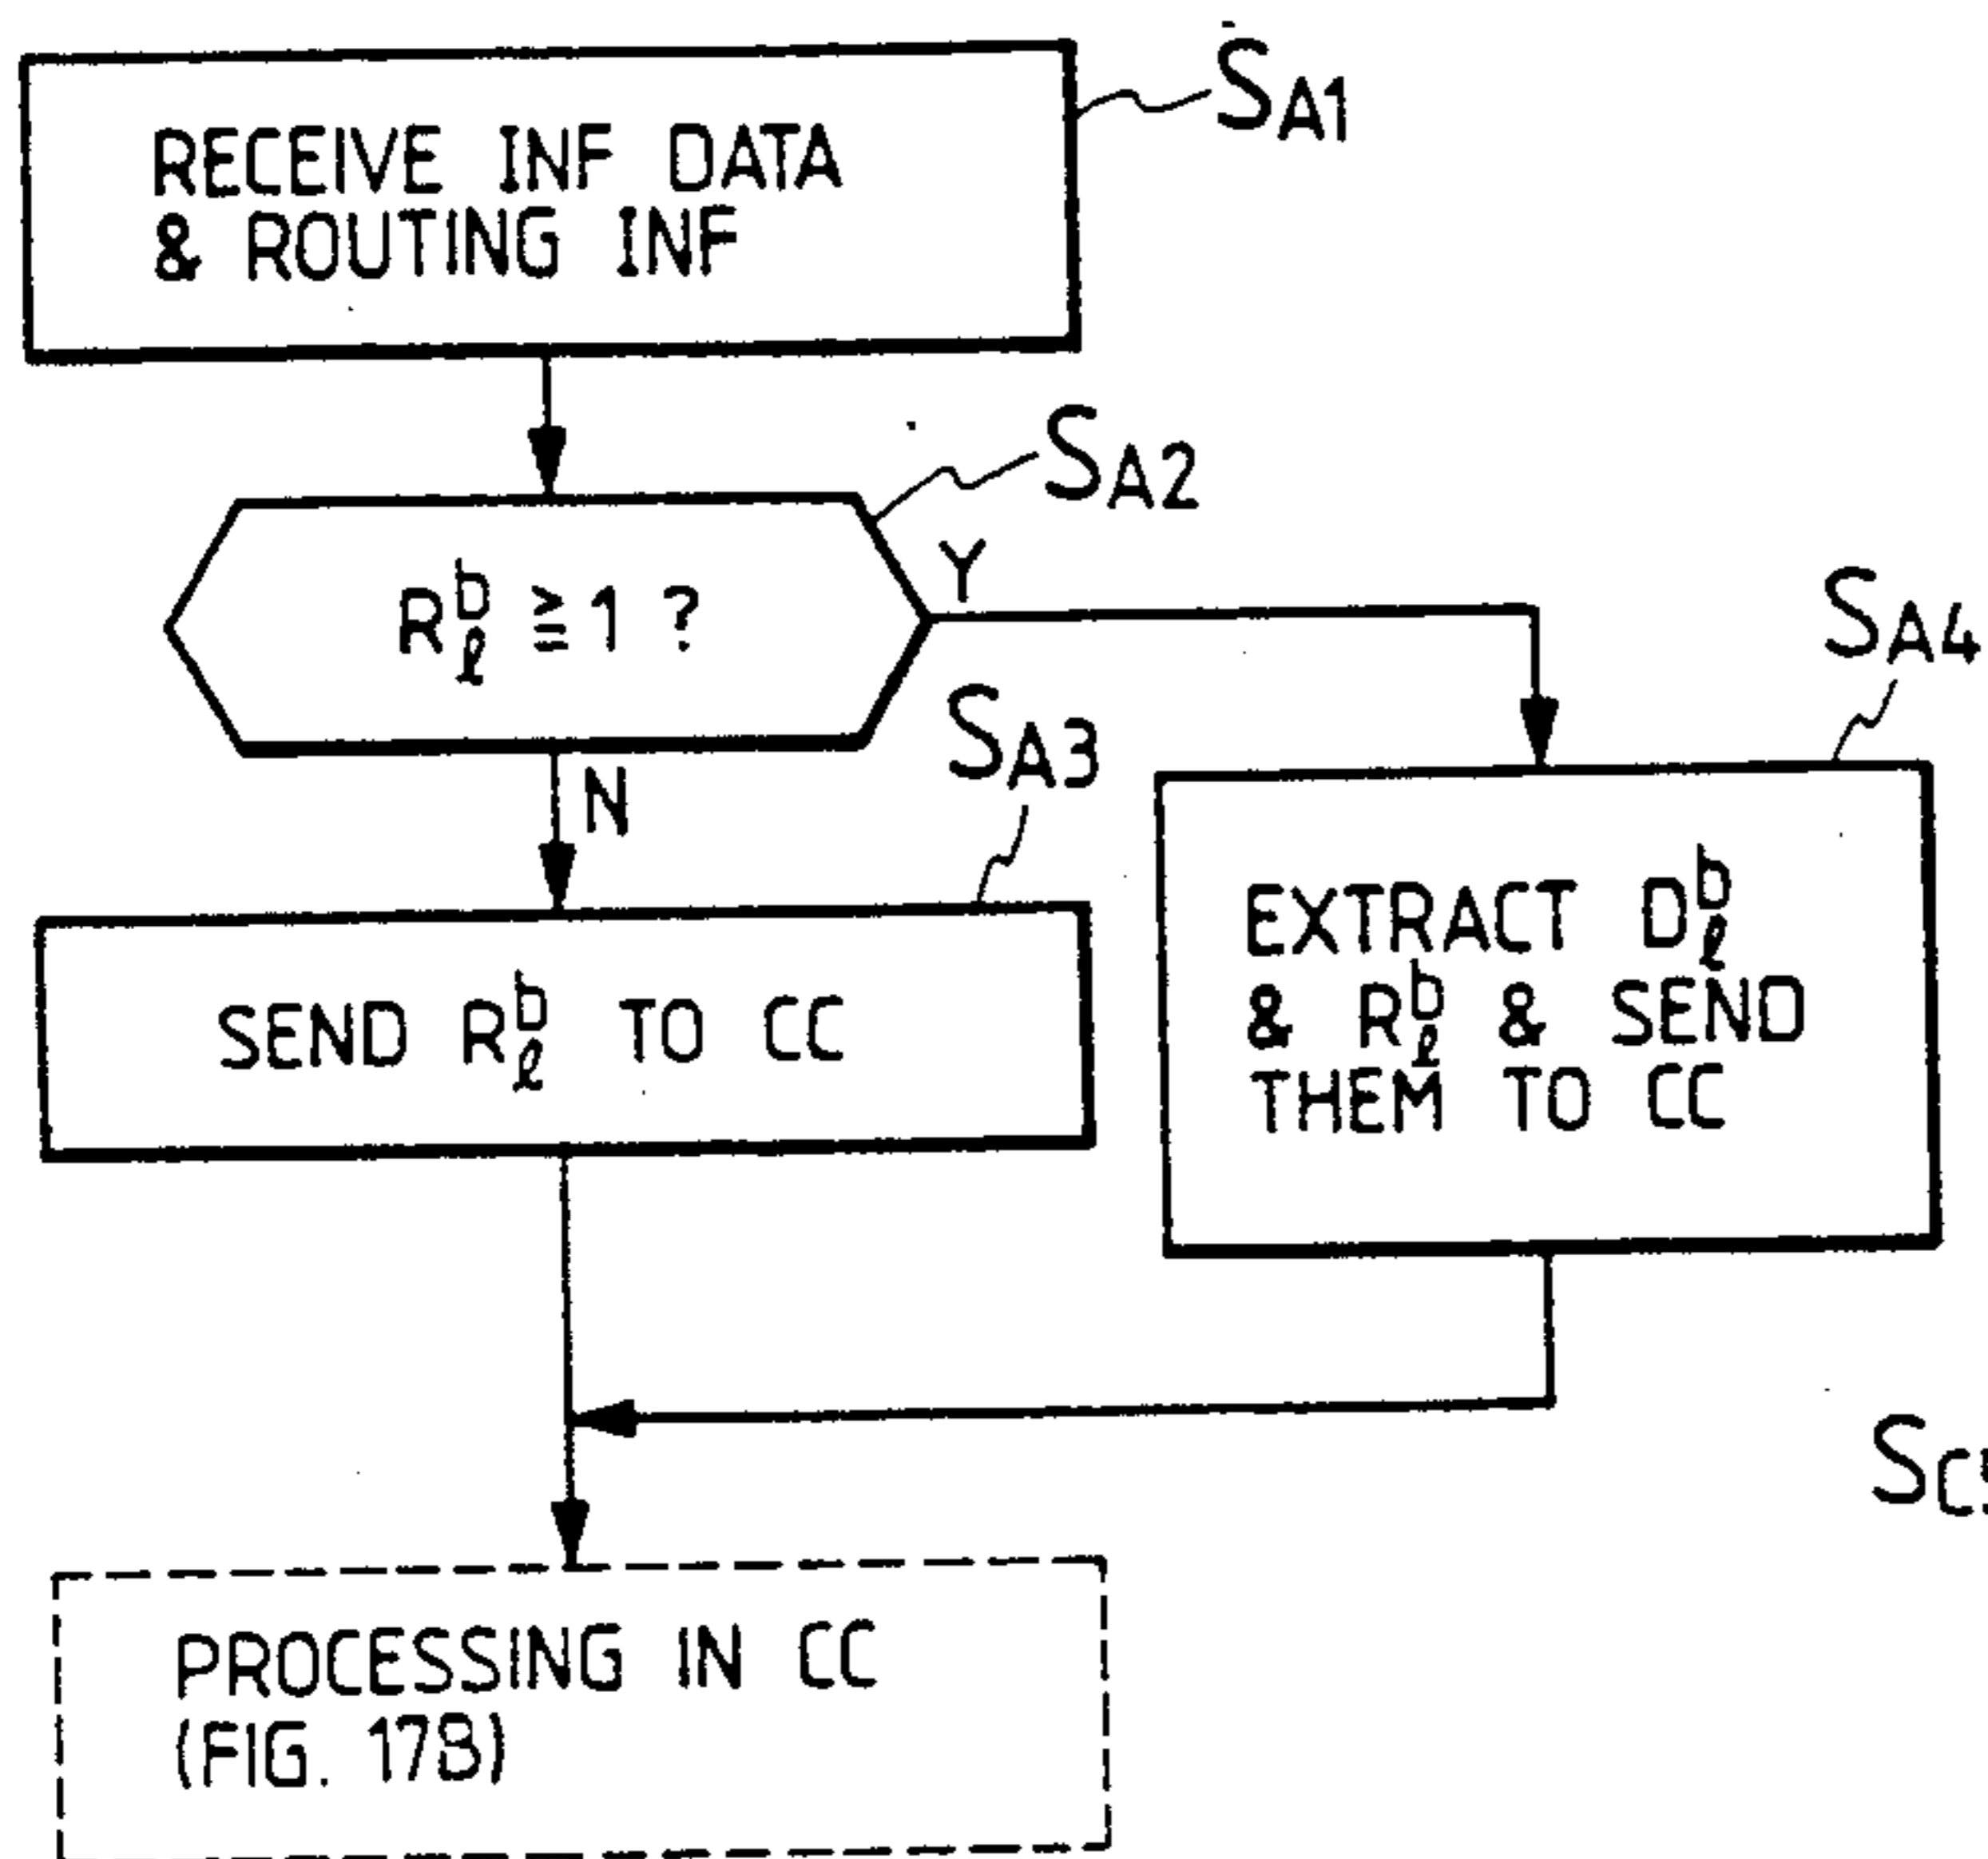 RECEIVE INF DATA
& ROUTING INF
SA1
SA2
R^b_ℓ ≧ 1 ?
Y
N
SA3
SEND R^b_ℓ TO CC
SA4
EXTRACT D^b_ℓ
& R^b_ℓ & SEND
THEM TO CC
PROCESSING IN CC
(FIG. 17B)